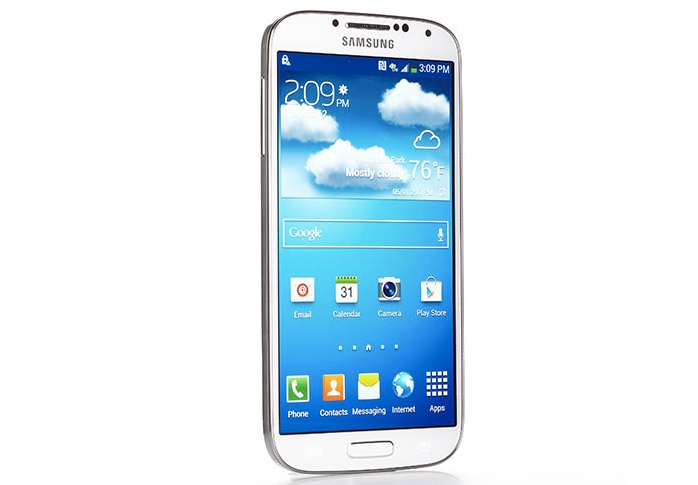 SAMSUNG
3:09 PM
2:09 PM
Park
Mostly cloudy
76°F
Google
31
Email
Calendar
Camera
Play Store
Phone
Contacts
Messaging
Internet
Apps